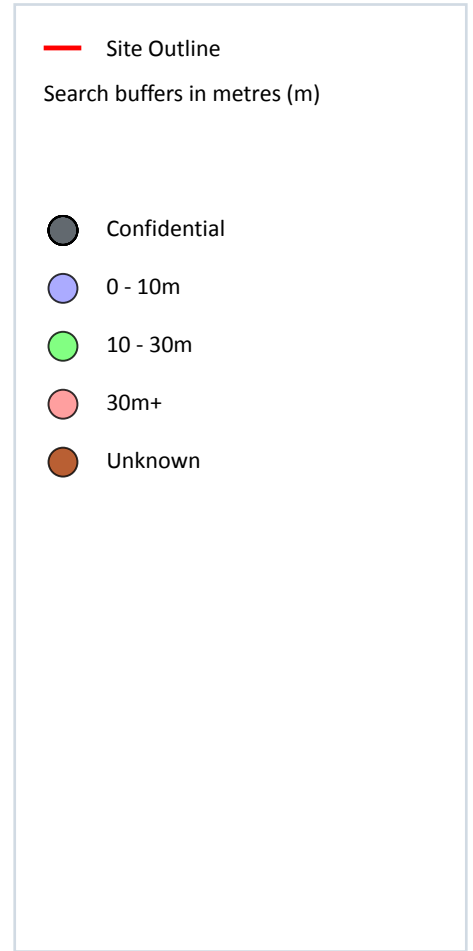 Site Outline
Search buffers in metres (m)
Confidential
0 - 10m
10 - 30m
30m+
Unknown